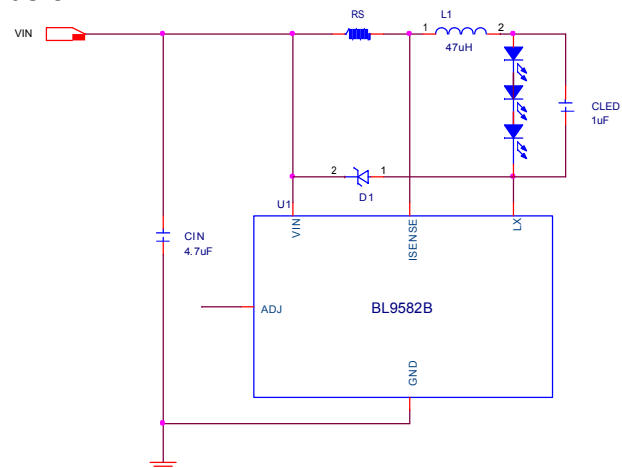 RS
L1
VIN
1
2
47uH
CLED
1uF
2
1
D1
U1
VIN
ISENSE
LX
CIN
4.7uF
ADJ
BL9582B
GND